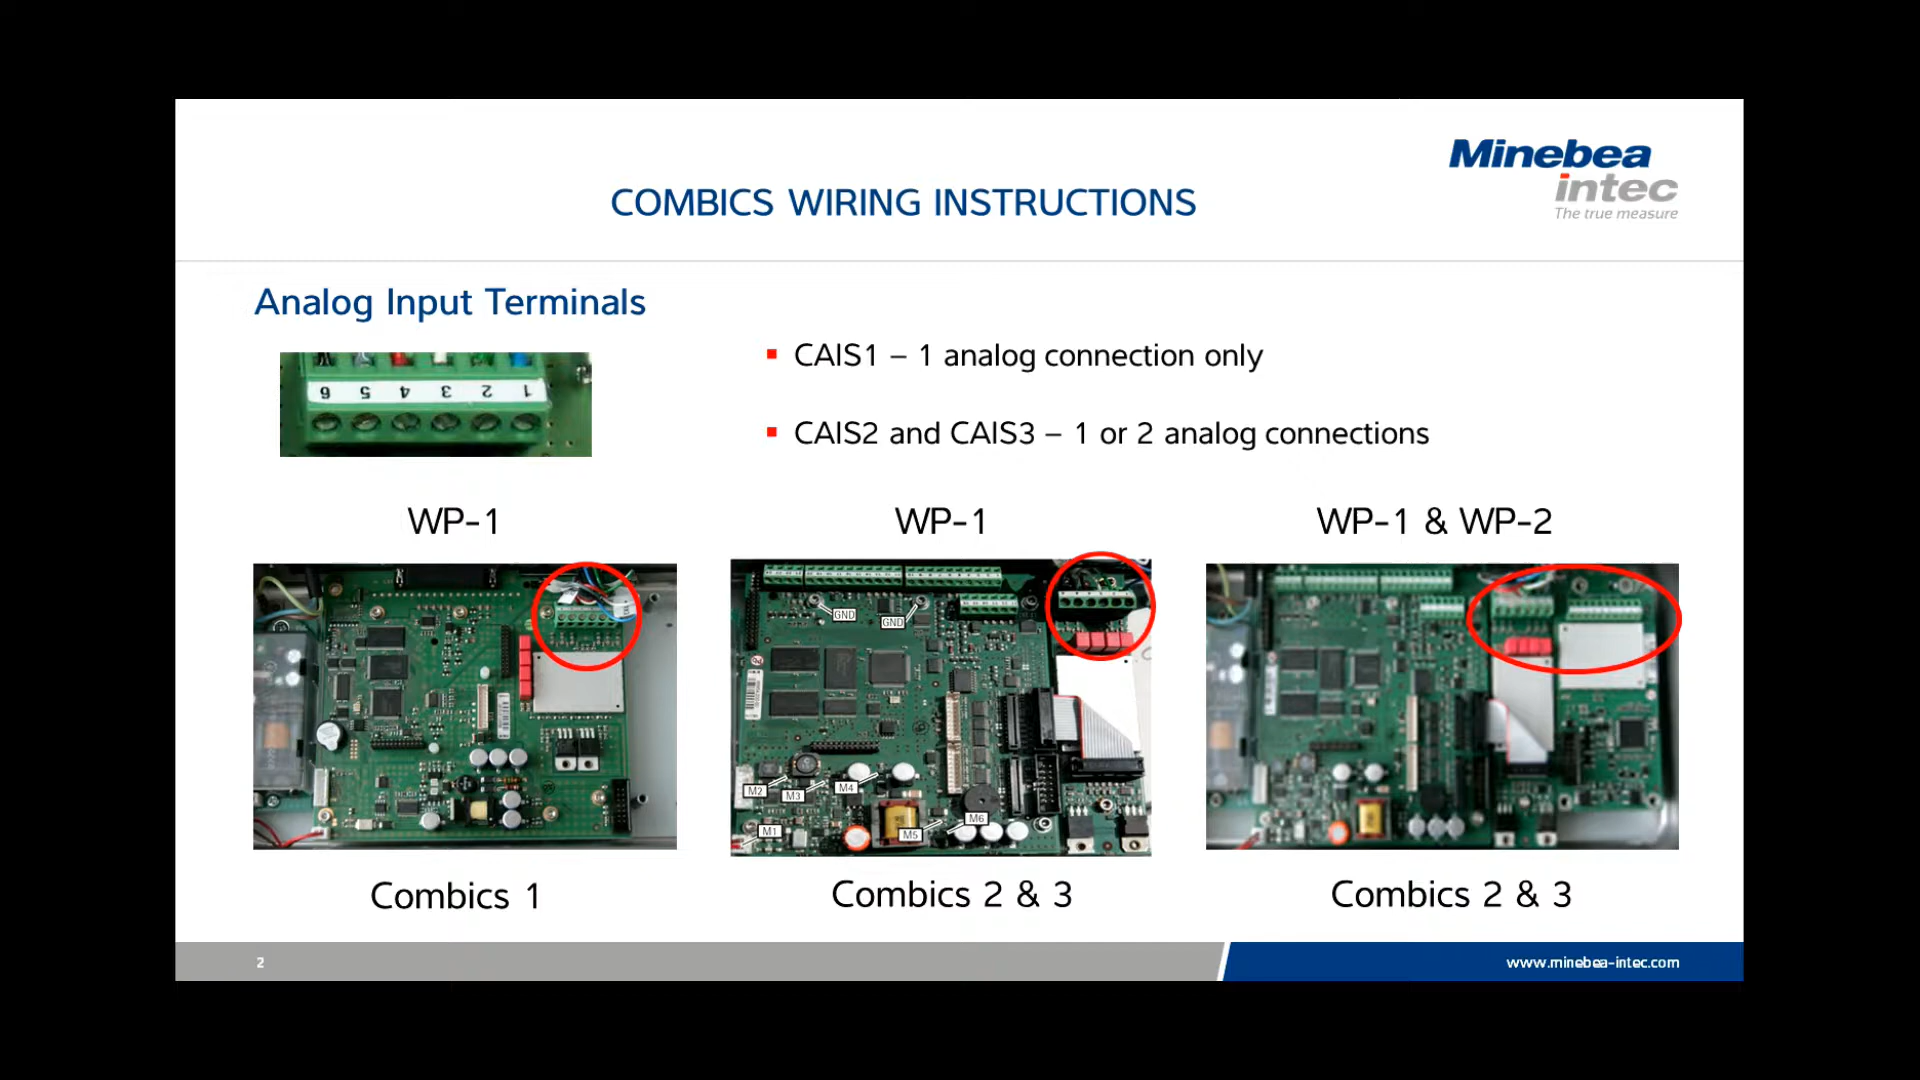 Minebea
intec
The true measure
COMBICS WIRING INSTRUCTIONS
Analog Input Terminals
CAIS1 – 1 analog connection only
CAIS2 and CAIS3 – 1 or 2 analog connections
6 5 4 3 2 1
WP-1
WP-1
WP-1 & WP-2
GND
GND
M2
M3
M4
M1
M5
M6
Combics 1
Combics 2 & 3
Combics 2 & 3
2
www.minebea-intec.com